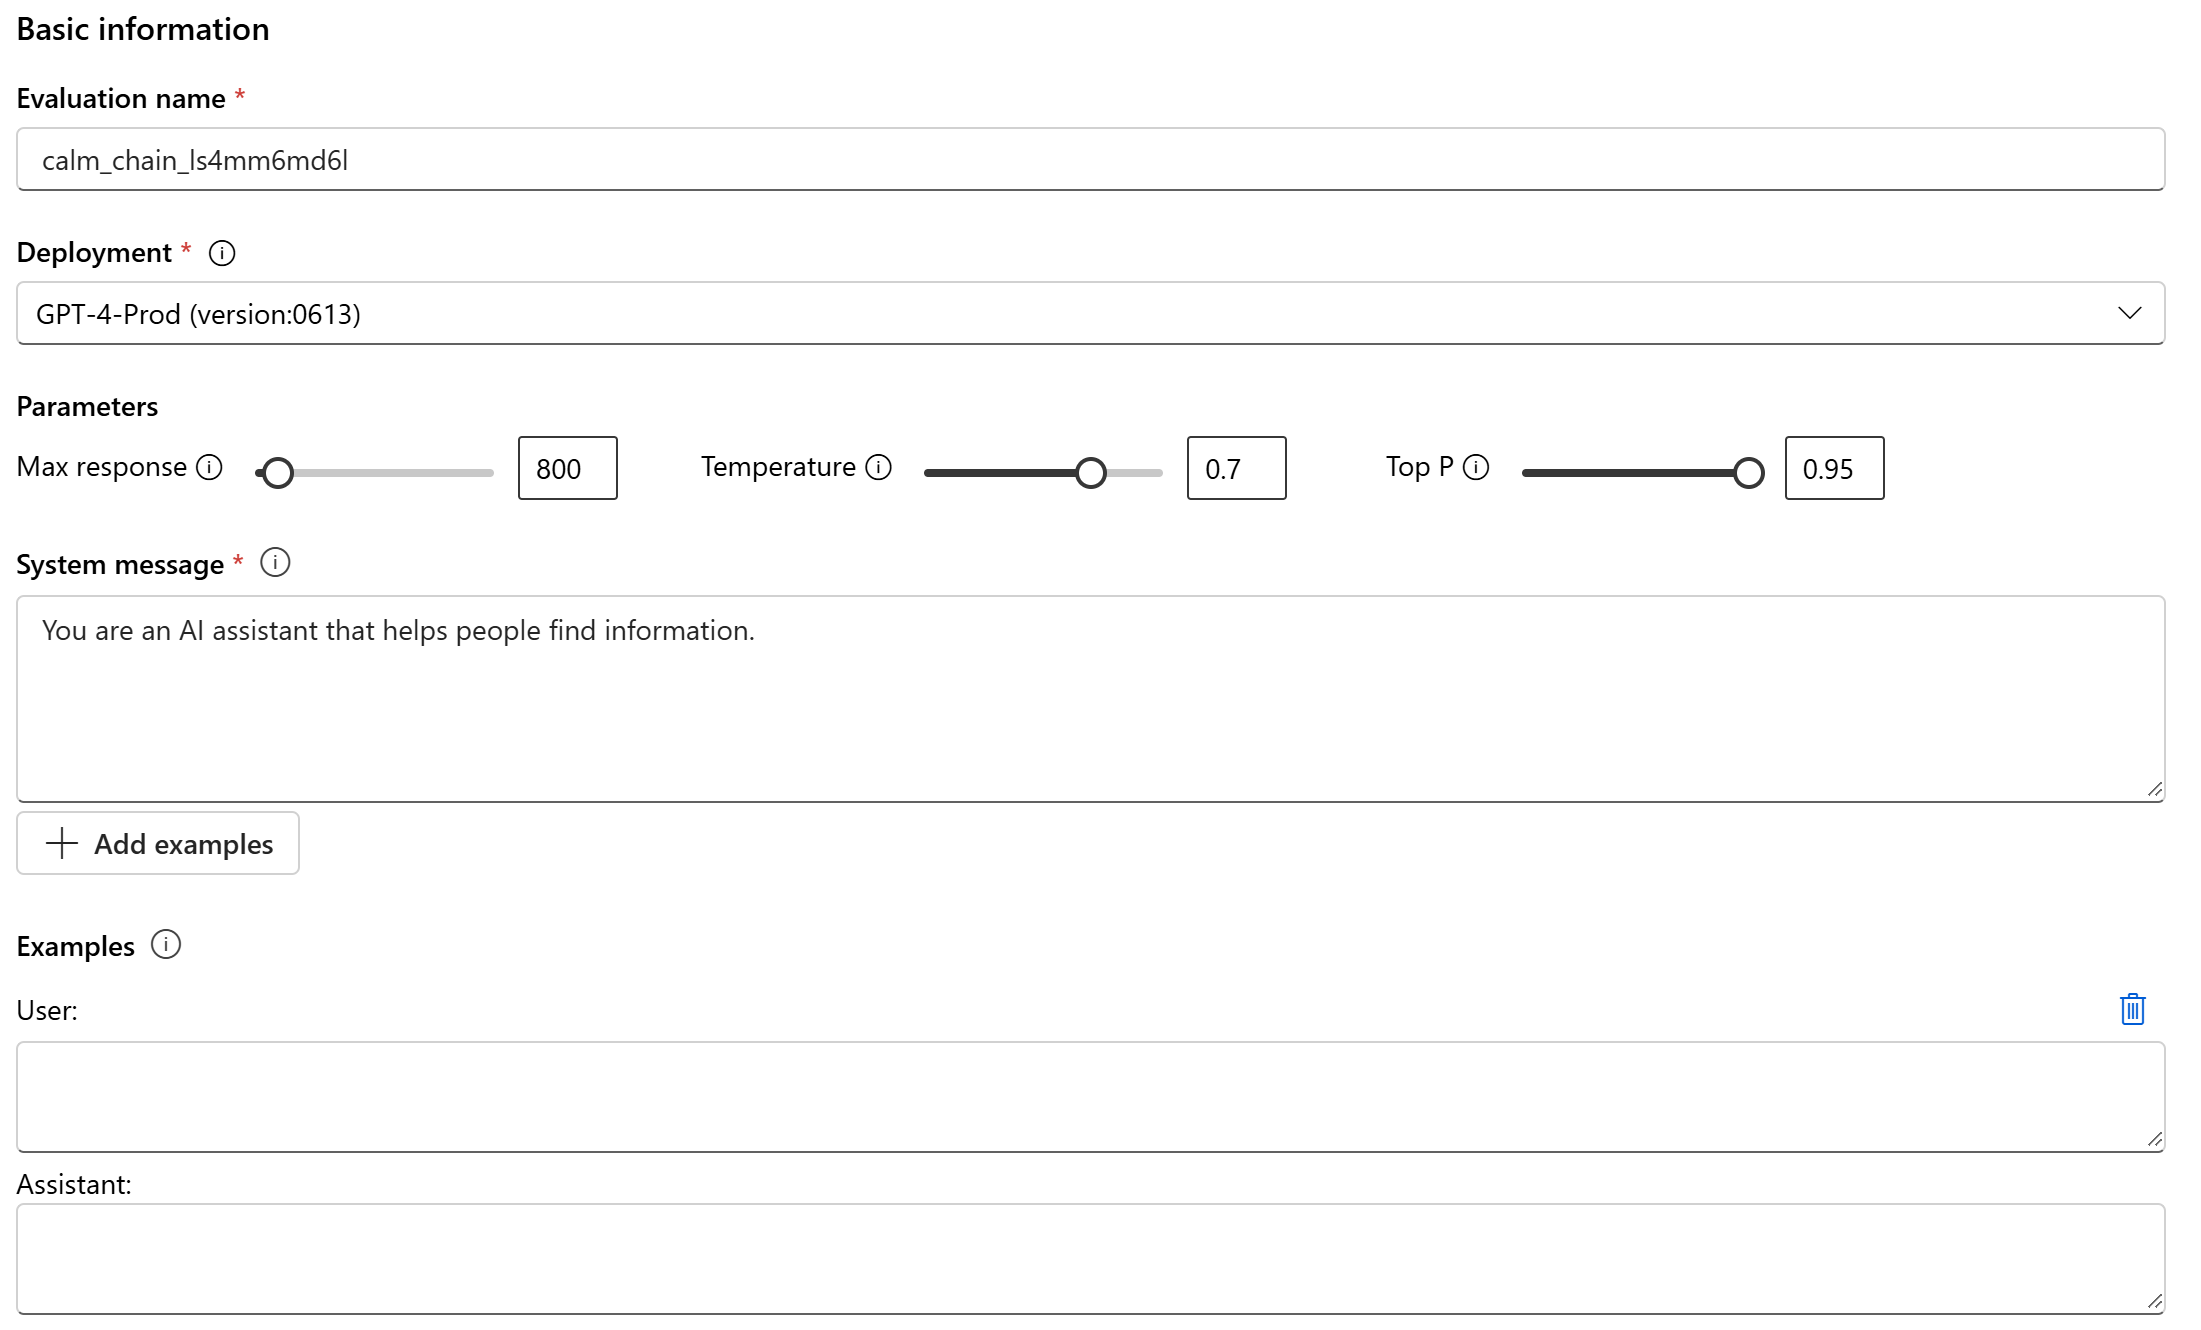 Basic information
Evaluation name *
calm_chain_ls4mm6md6l
Deployment *
GPT-4-Prod (version:0613)
Parameters
Max response 800 Temperature 0.7 Top P 0.95
System message *
You are an AI assistant that helps people find information.
Add examples
Examples
User:
Assistant: